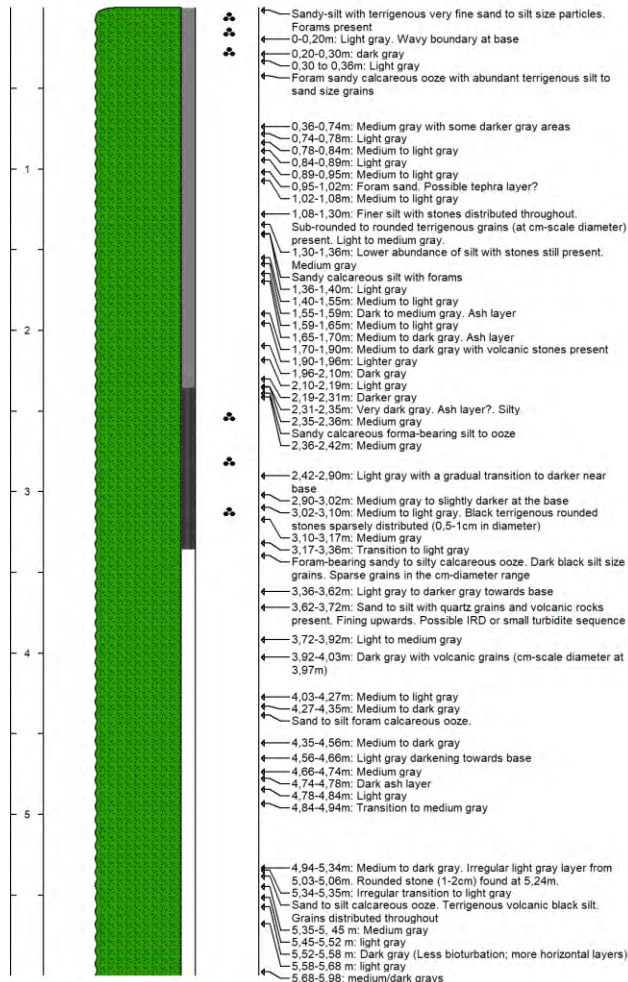 Sandy-silt with terrigenous very fine sand to silt size particles.
Forams present
0-0,20m: Light gray. Wavy boundary at base
0,20-0,30m: dark gray
0,30 to 0,36m: Light gray
Foram sandy calcareous ooze with abundant terrigenous silt to
sand size grains
0,36-0,74m: Medium gray with some darker gray areas
0,74-0,78m: Light gray
0,78-0,84m: Medium to light gray
0,84-0,89m: Light gray
0,89-0,95m: Medium to light gray
0,95-1,02m: Foram sand. Possible tephra layer?
1,02-1,08m: Medium to light gray
1
1,08-1,30m: Finer silt with stones distributed throughout.
Sub-rounded to rounded terrigenous grains (at cm-scale diameter)
present. Light to medium gray.
1,30-1,36m: Lower abundance of silt with stones still present.
Medium gray
Sandy calcareous silt with forams
1,36-1,40m: Light gray
1,40-1,55m: Medium to light gray
1,55-1,59m: Dark to medium gray. Ash layer
1,59-1,65m: Medium to light gray
1,65-1,70m: Medium to dark gray. Ash layer
2
1,70-1,90m: Medium to dark gray with volcanic stones present
1,90-1,96m: Lighter gray
1,96-2,10m: Dark gray
2,10-2,19m: Light gray
2,19-2,31m: Darker gray
2,31-2,35m: Very dark gray. Ash layer?. Silty
2,35-2,36m: Medium gray
Sandy calcareous forma-bearing silt to ooze
2,36-2,42m: Medium gray
2,42-2,90m: Light gray with a gradual transition to darker near
base
3
2,90-3,02m: Medium gray to slightly darker at the base
3,02-3,10m: Medium to light gray. Black terrigenous rounded
stones sparsely distributed (0,5-1cm in diameter)
3,10-3,17m: Medium gray
3,17-3,36m: Transition to light gray
Foram-bearing sandy to silty calcareous ooze. Dark black silt size
grains. Sparse grains in the cm-diameter range
3,36-3,62m: Light gray to darker gray towards base
3,62-3,72m: Sand to silt with quartz grains and volcanic rocks
present. Fining upwards. Possible IRD or small turbidite sequence
3,72-3,92m: Light to medium gray
4
3,92-4,03m: Dark gray with volcanic grains (cm-scale diameter at
3,97m)
4,03-4,27m: Medium to light gray
4,27-4,35m: Medium to dark gray
Sand to silt foram calcareous ooze.
4,35-4,56m: Medium to dark gray
4,56-4,66m: Light gray darkening towards base
4,66-4,74m: Medium gray
4,74-4,78m: Dark ash layer
4,78-4,84m: Light gray
4,84-4,94m: Transition to medium gray
5
4,94-5,34m: Medium to dark gray. Irregular light gray layer from
5,03-5,06m. Rounded stone (1-2cm) found at 5,24m.
5,34-5,35m: Irregular transition to light gray
Sand to silt calcareous ooze. Terrigenous volcanic black silt.
Grains distributed throughout
5,35-5, 45 m: Medium gray
5,45-5,52 m: light gray
5,52-5,58 m: Dark gray (Less bioturbation; more horizontal layers)
5,58-5,68 m: light gray
5,68-5,98: medium/dark grays